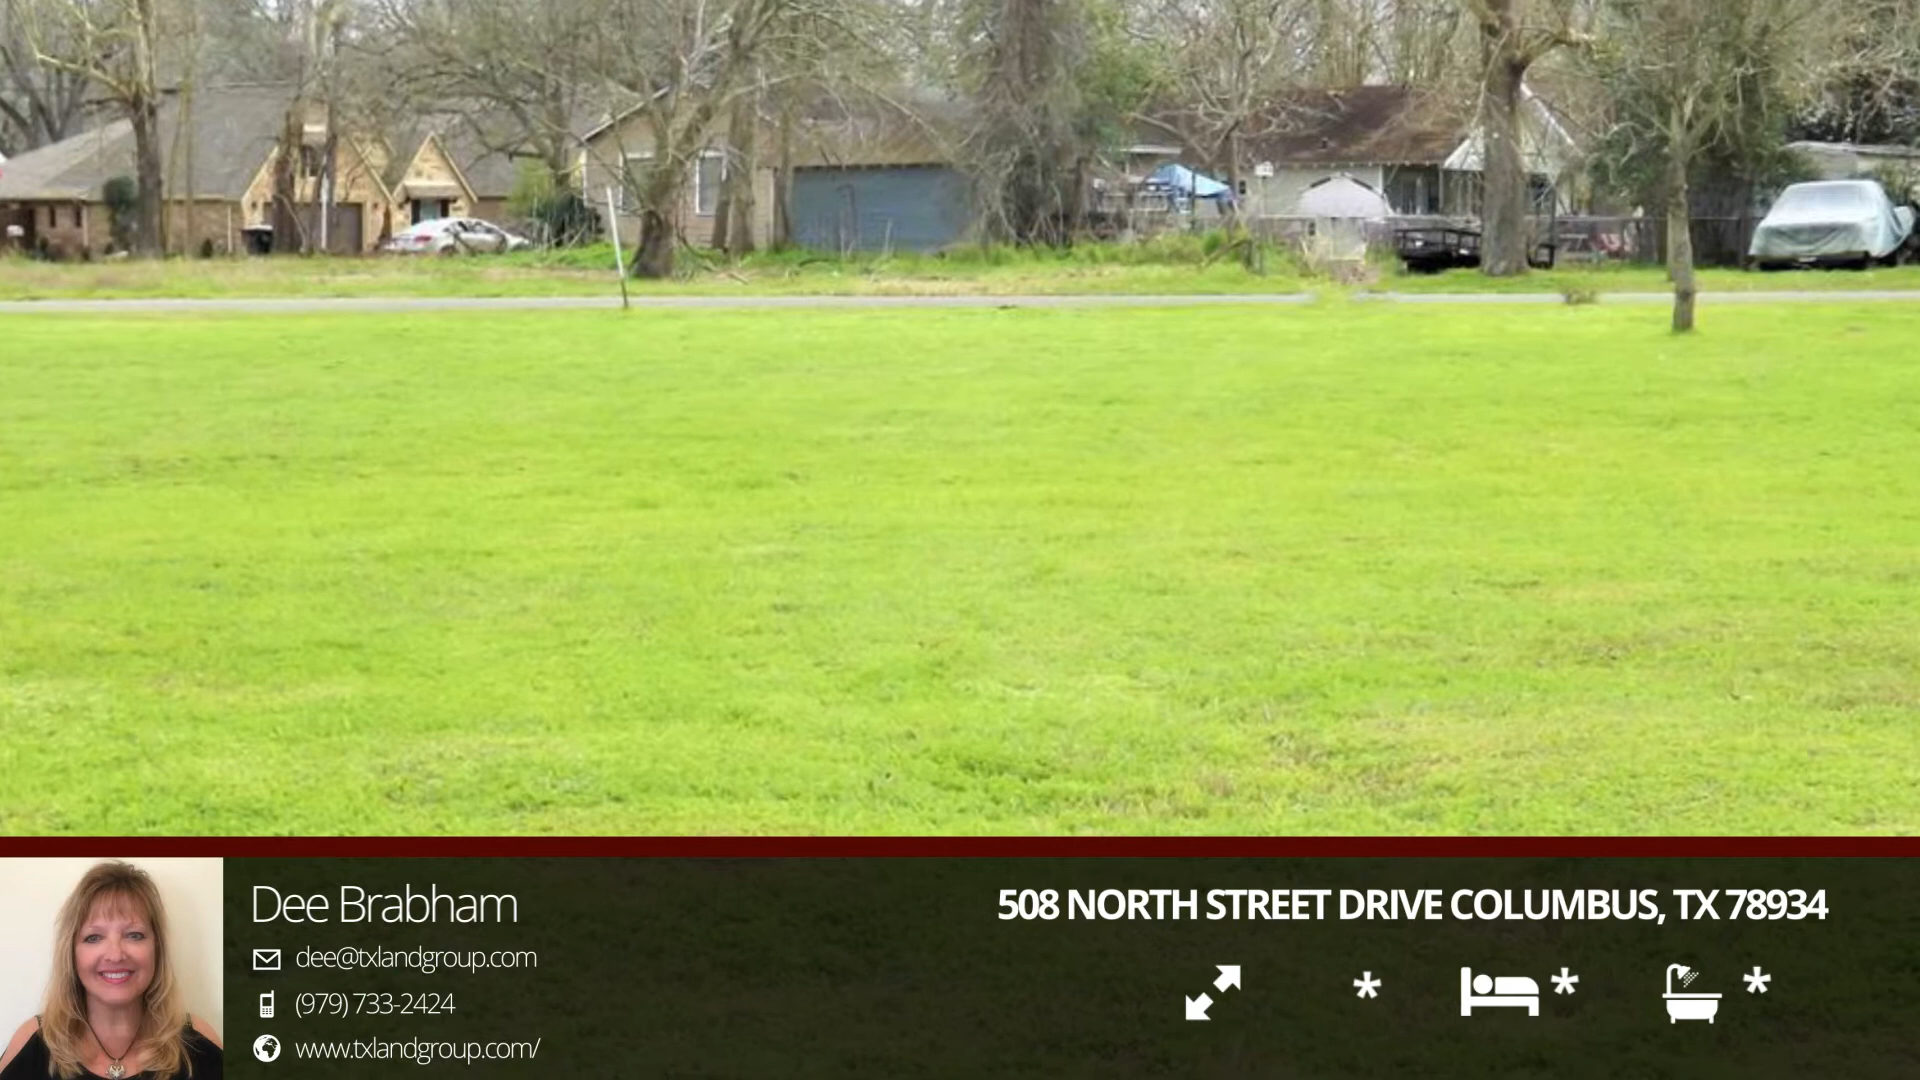 Dee Brabham
dee@txlandgroup.com
(979) 733-2424
www.txlandgroup.com/
508 NORTH STREET DRIVE COLUMBUS, TX 78934
* * *